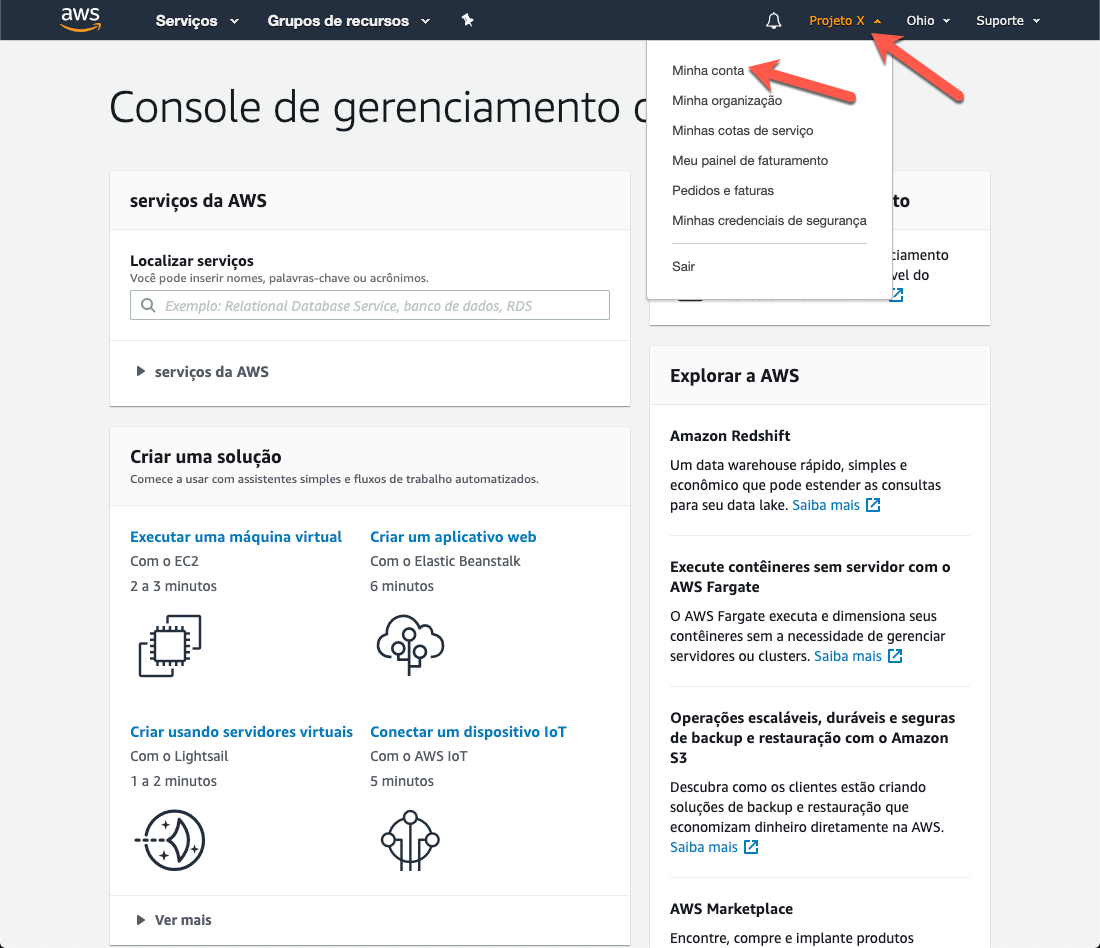 aws
Serviços
Grupos de recursos
Projeto X
Ohio
Suporte
Minha conta
Minha organização
Minhas cotas de serviço
Meu painel de faturamento
Pedidos e faturas
Minhas credenciais de segurança
Sair
Console de gerenciamento
serviços da AWS
Localizar serviços
Você pode inserir nomes, palavras-chave ou acrônimos.
Exemplo: Relational Database Service, banco de dados, RDS
serviços da AWS
Criar uma solução
Comece a usar com assistentes simples e fluxos de trabalho automatizados.
Executar uma máquina virtual
Com o EC2
2 a 3 minutos
Criar um aplicativo web
Com o Elastic Beanstalk
6 minutos
Criar usando servidores virtuais
Com o Lightsail
1 a 2 minutos
Conectar um dispositivo IoT
Com o AWS IoT
5 minutos
Ver mais
to
ciamento
vel do
Explorar a AWS
Amazon Redshift
Um data warehouse rápido, simples e
econômico que pode estender as consultas
para seu data lake. Saiba mais
Execute contêineres sem servidor com o
AWS Fargate
O AWS Fargate executa e dimensiona seus
contêineres sem a necessidade de gerenciar
servidores ou clusters. Saiba mais
Operações escaláveis, duráveis e seguras
de backup e restauração com o Amazon
S3
Descubra como os clientes estão criando
soluções de backup e restauração que
economizam dinheiro diretamente na AWS.
Saiba mais
AWS Marketplace
Encontre, compre e implante produtos